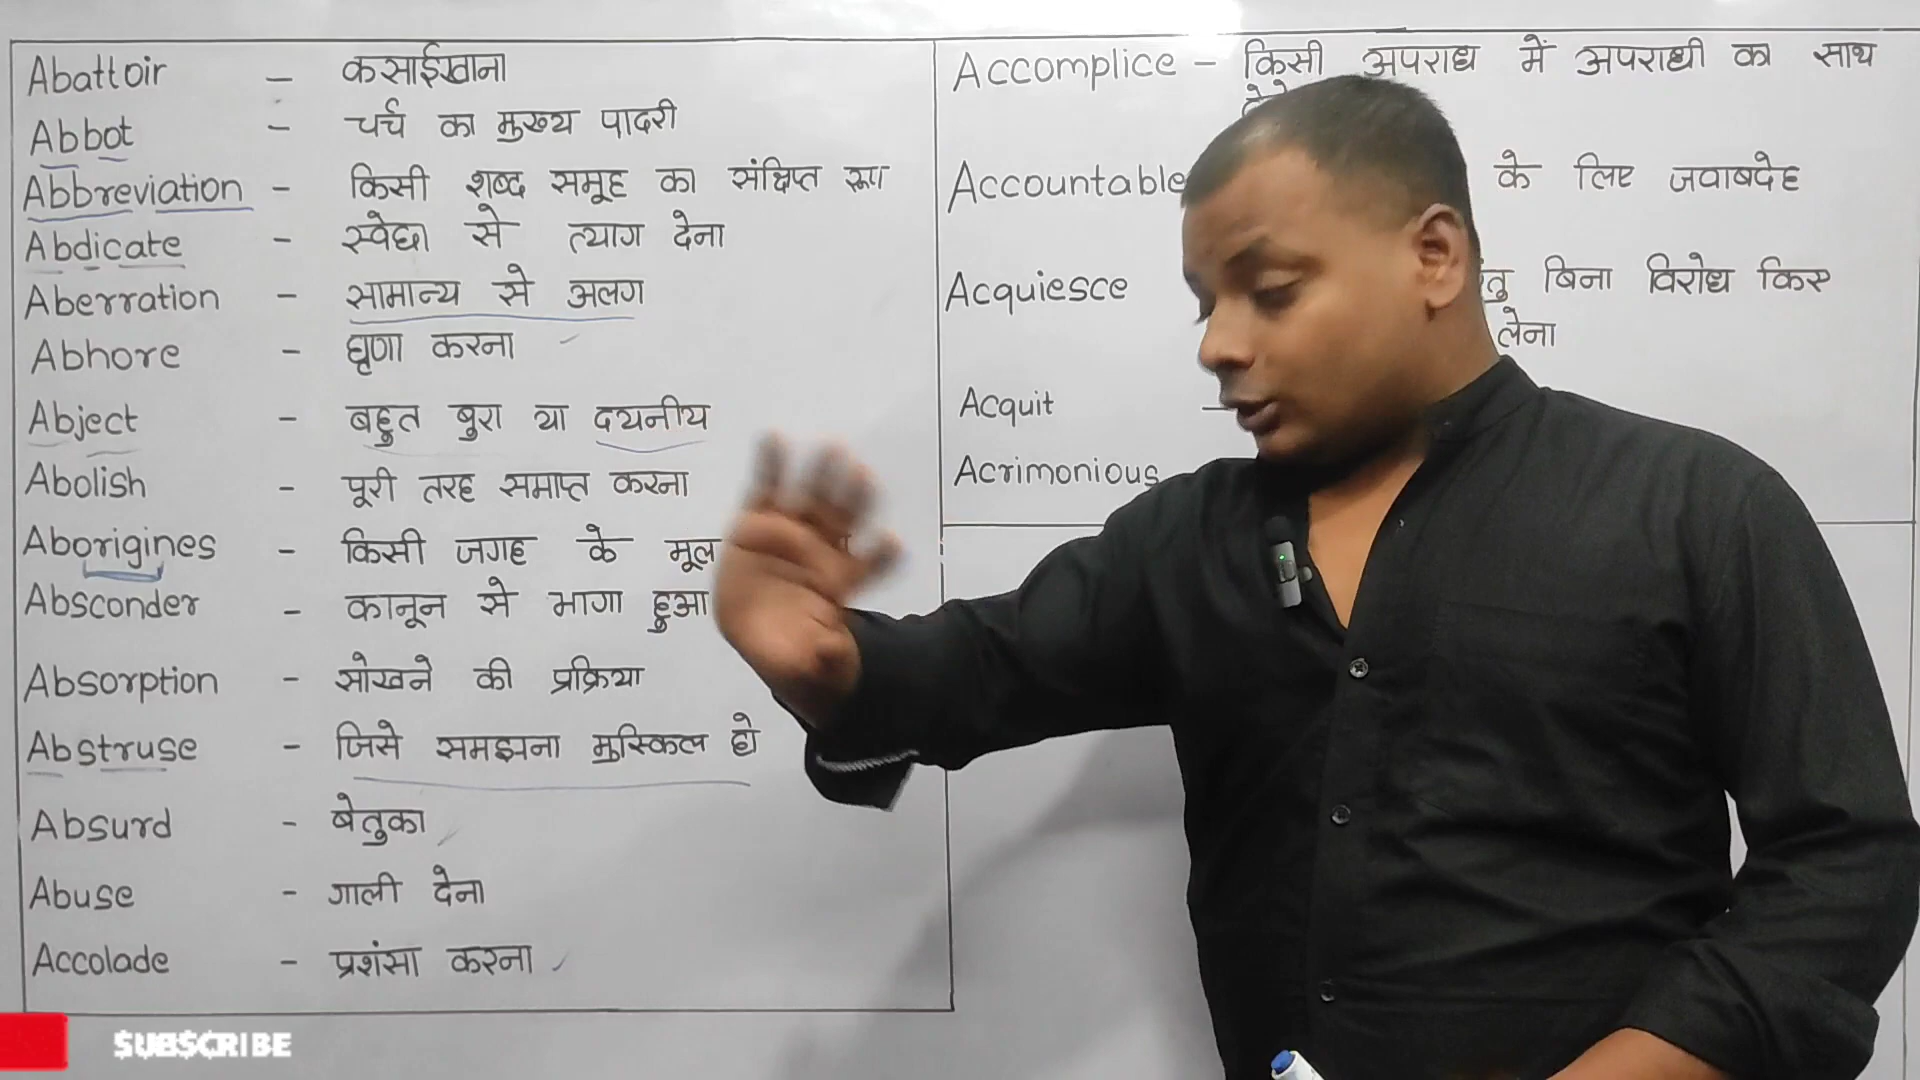 Abattoir - कसाईखाना
Abbot - चर्च का मुख्य पादरी
Abbreviation - किसी शब्द समूह का संक्षिप्त रूप
Abdicate - स्वेछा से त्याग देना
Aberration - सामान्य से अलग
Abhore - घृणा करना
Abject - बहुत बुरा या दयनीय
Abolish - पूरी तरह समाप्त करना
Aborigines - किसी जगह के मूल
Absconder - कानून से भागा हुआ
Absorption - सोखने की प्रक्रिया
Abstruse - जिसे समझना मुस्किल हो
Absurd - बेतुका
Abuse - गाली देना
Accolade - प्रशंसा करना
Accomplice - किसी अपराध में अपराधी का साथ
Accountable के लिए जवाबदेह
Acquiesce बिना विरोध किए
लेना
Acquit -
Acrimonious
SUBSCRIBE